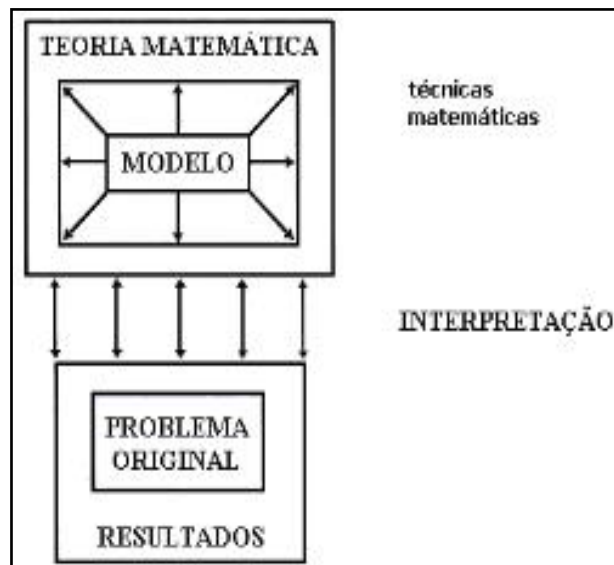 TEORIA MATEMÁTICA
técnicas
matemáticas
MODELO
INTERPRETAÇÃO
PROBLEMA
ORIGINAL
RESULTADOS